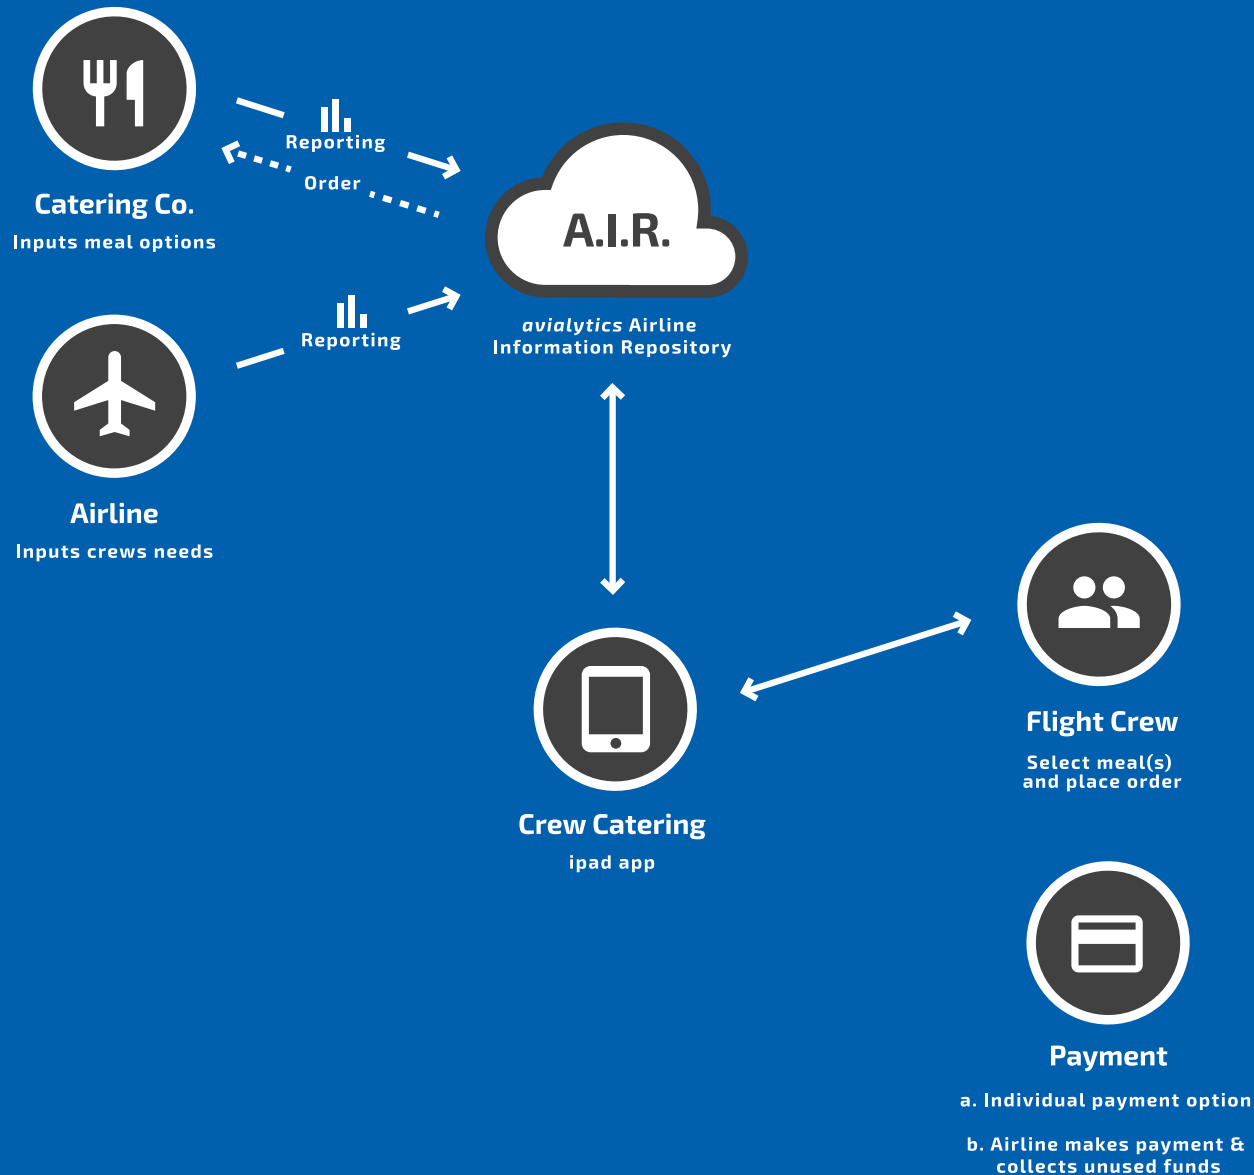 Reporting
Order
Catering Co.
Inputs meal options
A.I.R.
avialytics Airline
Information Repository
Reporting
Airline
Inputs crews needs
Crew Catering
ipad app
Flight Crew
Select meal(s)
and place order
Payment
a. Individual payment option
b. Airline makes payment &
collects unused funds